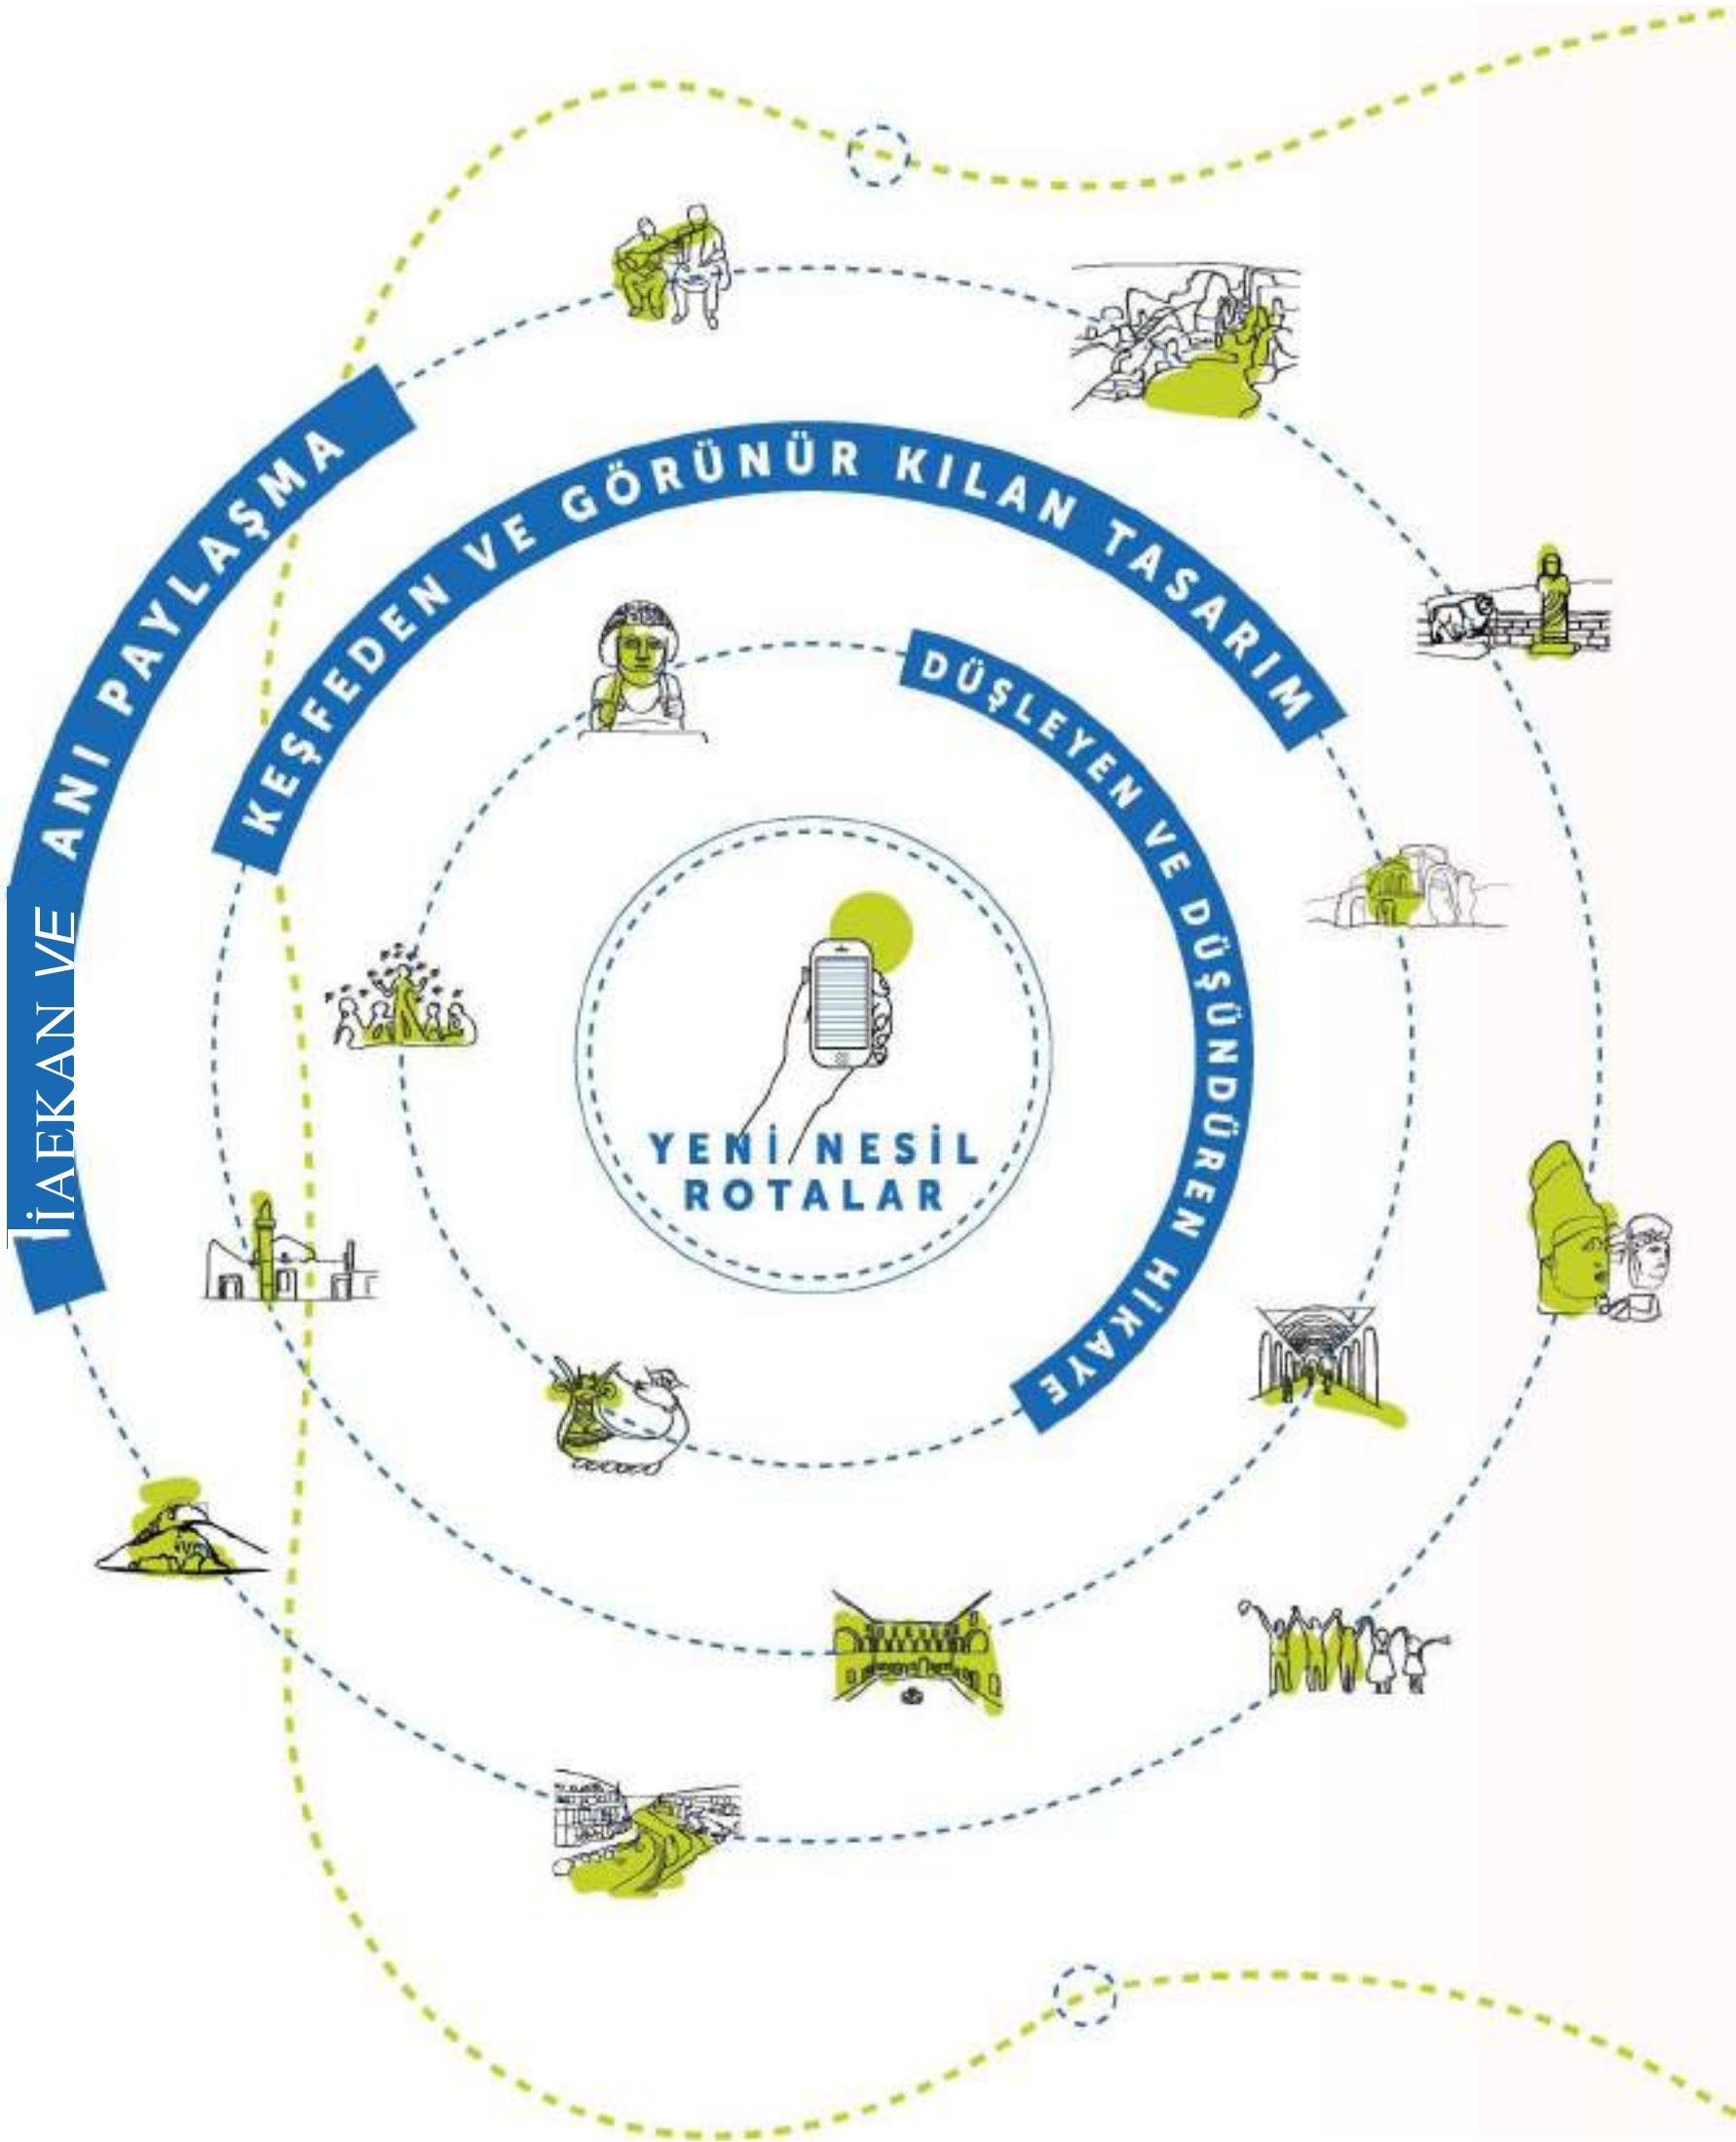 İAEKAN VE ANI PAYLAŞMA
KEŞFEDEN VE GÖRÜNÜR KILAN TASARIM
DÜŞLEYEN VE DÜŞÜNDÜREN HİKAYE
YENİ NESİL
ROTALAR